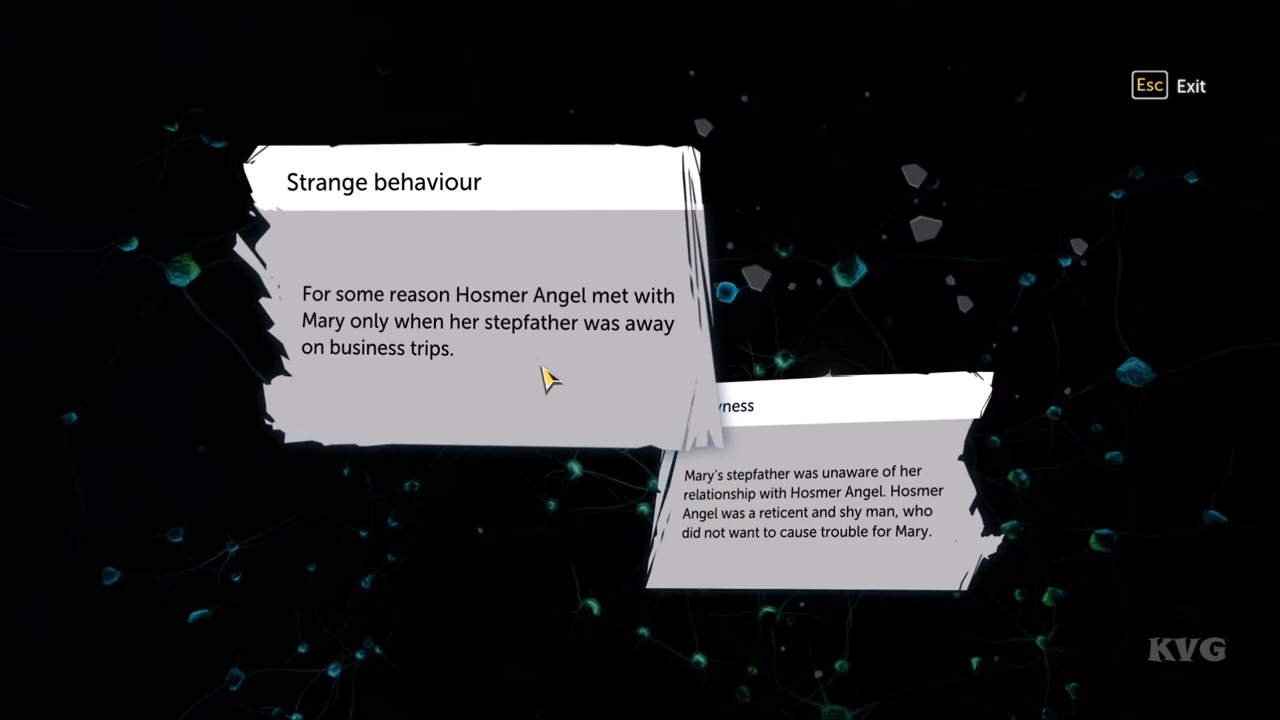 Esc Exit
Strange behaviour
For some reason Hosmer Angel met with
Mary only when her stepfather was away
on business trips.
Mary's stepfather was unaware of her
relationship with Hosmer Angel. Hosmer
Angel was a reticent and shy man, who
did not want to cause trouble for Mary.
KVG